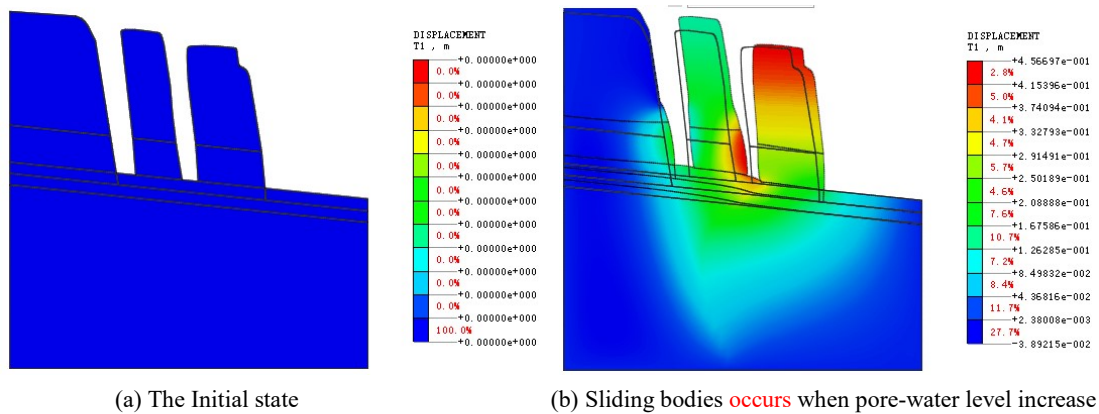 DISPLACEMENT
T1 , m
+0.00000e+000
0.0%
+0.00000e+000
0.0%
+0.00000e+000
0.0%
+0.00000e+000
0.0%
+0.00000e+000
0.0%
+0.00000e+000
0.0%
+0.00000e+000
0.0%
+0.00000e+000
0.0%
+0.00000e+000
0.0%
+0.00000e+000
0.0%
+0.00000e+000
0.0%
+0.00000e+000
100.0%
+0.00000e+000
DISPLACEMENT
T1 , m
+4.56697e-001
2.8%
+4.15396e-001
5.0%
+3.74094e-001
4.1%
+3.32793e-001
4.7%
+2.91491e-001
5.7%
+2.50189e-001
4.6%
+2.08888e-001
7.6%
+1.67586e-001
10.7%
+1.26285e-001
7.2%
+8.49832e-002
8.4%
+4.36816e-002
11.7%
+2.38008e-003
27.7%
-3.89215e-002
(a) The Initial state
(b) Sliding bodies occurs when pore-water level increase